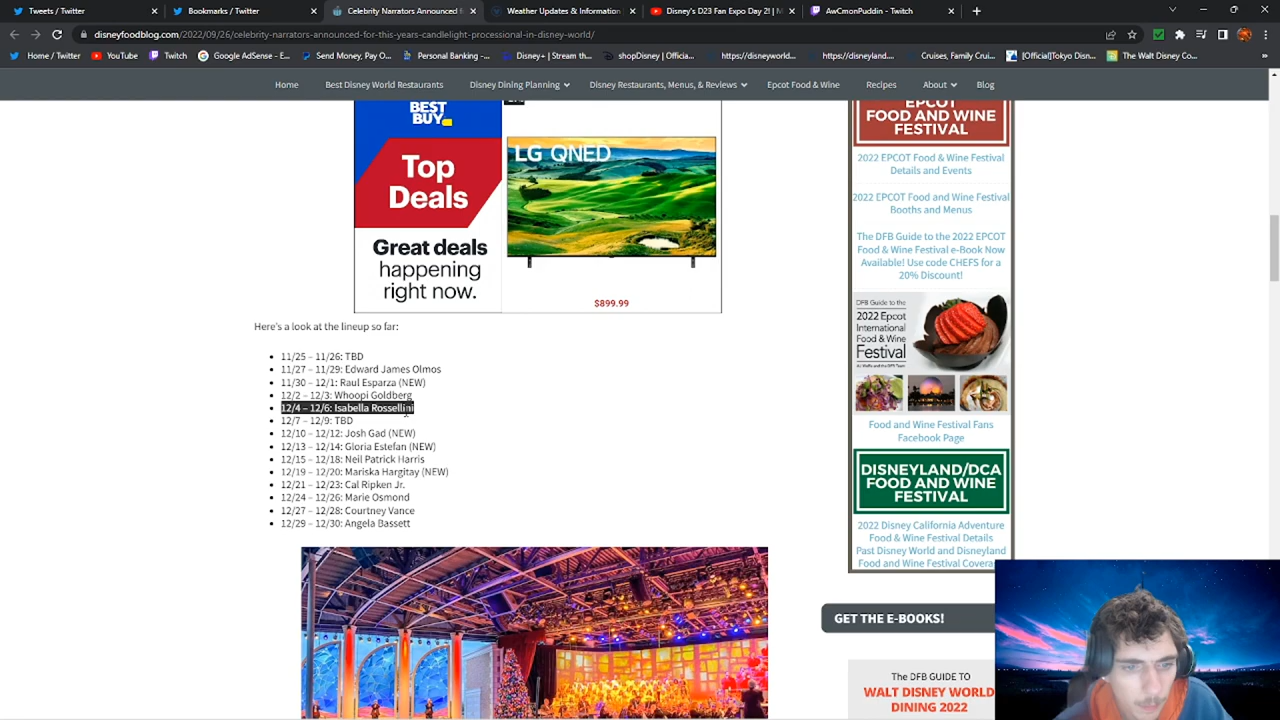 Tweets / Twitter
Bookmarks / Twitter
Celebrity Narrators Announced f
Weather Updates & Information
Disney's D23 Fan Expo Day 2! | M
AwCmonPuddin - Twitch
disneyfoodblog.com/2022/09/26/celebrity-narrators-announced-for-this-years-candlelight-processional-in-disney-world/
Home / Twitter
YouTube
Twitch
Google AdSense - E...
Send Money, Pay O...
Personal Banking -...
Disney+ | Stream th...
shopDisney | Officia...
https://disneyworld...
https://disneyland...
Cruises, Family Crui...
[Official]Tokyo Disn...
The Walt Disney Co...
Home
Best Disney World Restaurants
Disney Dining Planning
Disney Restaurants, Menus, & Reviews
Epcot Food & Wine
Recipes
About
Blog
BEST
BUY
Top
Deals
Great deals
happening
right now.
LG QNED
$899.99
Here's a look at the lineup so far:
11/25 – 11/26: TBD
11/27 – 11/29: Edward James Olmos
11/30 – 12/1: Raul Esparza (NEW)
12/2 – 12/3: Whoopi Goldberg
12/4 – 12/6: Isabella Rossellini
12/7 – 12/9: TBD
12/10 – 12/12: Josh Gad (NEW)
12/13 – 12/14: Gloria Estefan (NEW)
12/15 – 12/18: Neil Patrick Harris
12/19 – 12/20: Mariska Hargitay (NEW)
12/21 – 12/23: Cal Ripken Jr.
12/24 – 12/26: Marie Osmond
12/27 – 12/28: Courtney Vance
12/29 – 12/30: Angela Bassett
EPCOT
FOOD AND WINE
FESTIVAL
2022 EPCOT Food & Wine Festival
Details and Events
2022 EPCOT Food and Wine Festival
Booths and Menus
The DFB Guide to the 2022 EPCOT
Food & Wine Festival e-Book Now
Available! Use code CHEFS for a
20% Discount!
DFB Guide to the
2022 Epcot
International
Food & Wine
Festival
Food and Wine Festival Fans
Facebook Page
DISNEYLAND/DCA
FOOD AND WINE
FESTIVAL
2022 Disney California Adventure
Food & Wine Festival Details
Past Disney World and Disneyland
Food and Wine Festival Covera
GET THE E-BOOKS!
The DFB GUIDE TO
WALT DISNEY WORLD
DINING 2022